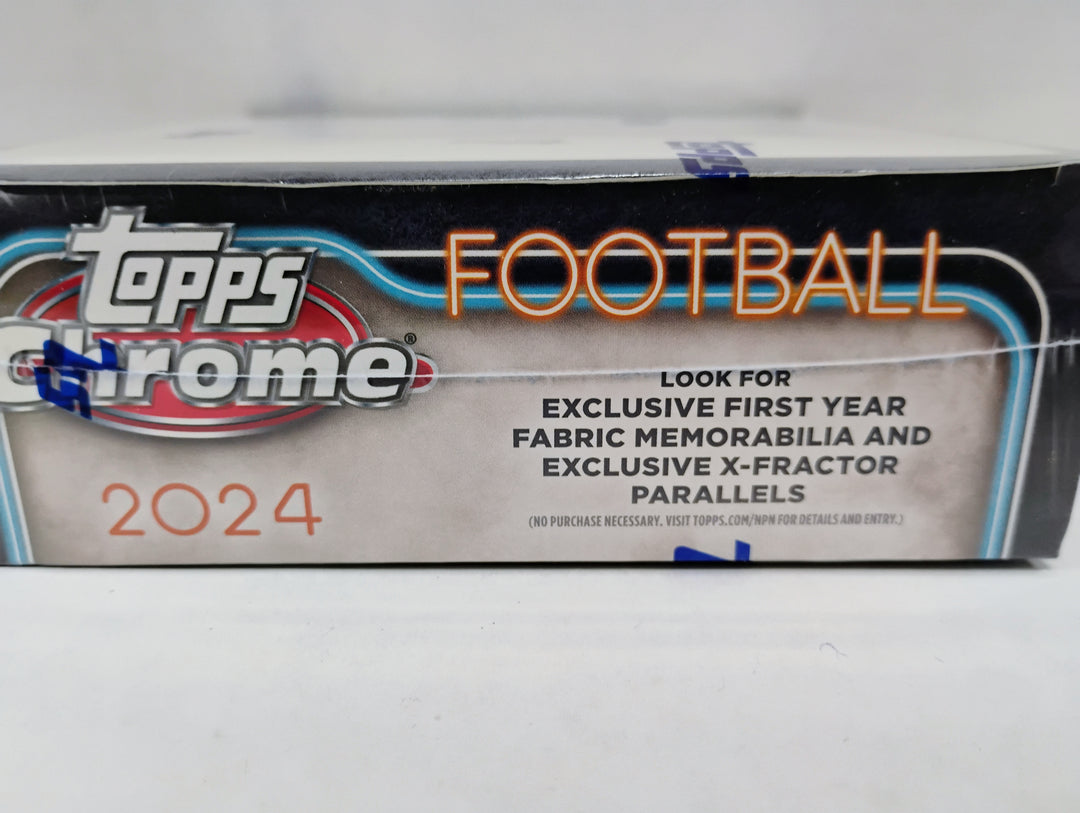 topps
Chrome®
FOOTBALL
LOOK FOR
EXCLUSIVE FIRST YEAR
FABRIC MEMORABILIA AND
EXCLUSIVE X-FRACTOR
PARALLELS
(NO PURCHASE NECESSARY. VISIT TOPPS.COM/NPN FOR DETAILS AND ENTRY.)
2024